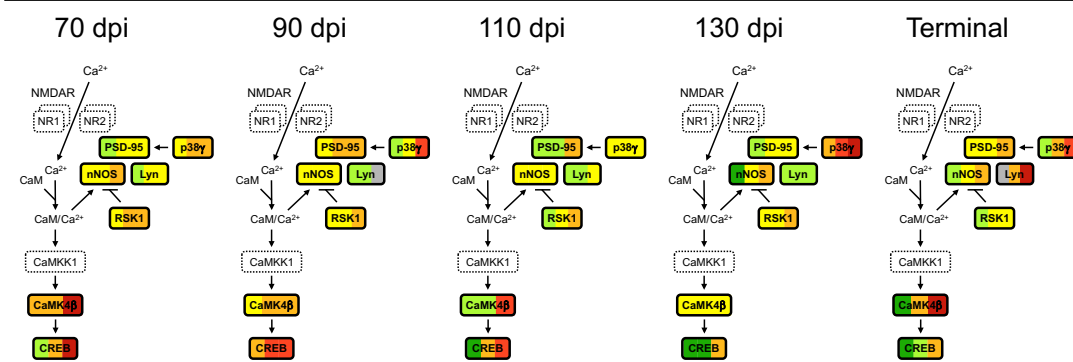 70 dpi 90 dpi 110 dpi 130 dpi Terminal
Ca²⁺ Ca²⁺ Ca²⁺ Ca²⁺ Ca²⁺
NMDAR NMDAR NMDAR NMDAR NMDAR
NR1 NR2 NR1 NR2 NR1 NR2 NR1 NR2 NR1 NR2
PSD-95 p38γ PSD-95 p38γ PSD-95 p38γ PSD-95 p38γ PSD-95 p38γ
Ca²⁺ nNOS Lyn Ca²⁺ nNOS Lyn Ca²⁺ nNOS Lyn Ca²⁺ nNOS Lyn Ca²⁺ nNOS Lyn
CaM CaM CaM CaM CaM
CaM/Ca²⁺ RSK1 CaM/Ca²⁺ RSK1 CaM/Ca²⁺ RSK1 CaM/Ca²⁺ RSK1 CaM/Ca²⁺ RSK1
CaMKK1 CaMKK1 CaMKK1 CaMKK1 CaMKK1
CaMK4β CaMK4β CaMK4β CaMK4β CaMK4β
CREB CREB CREB CREB CREB